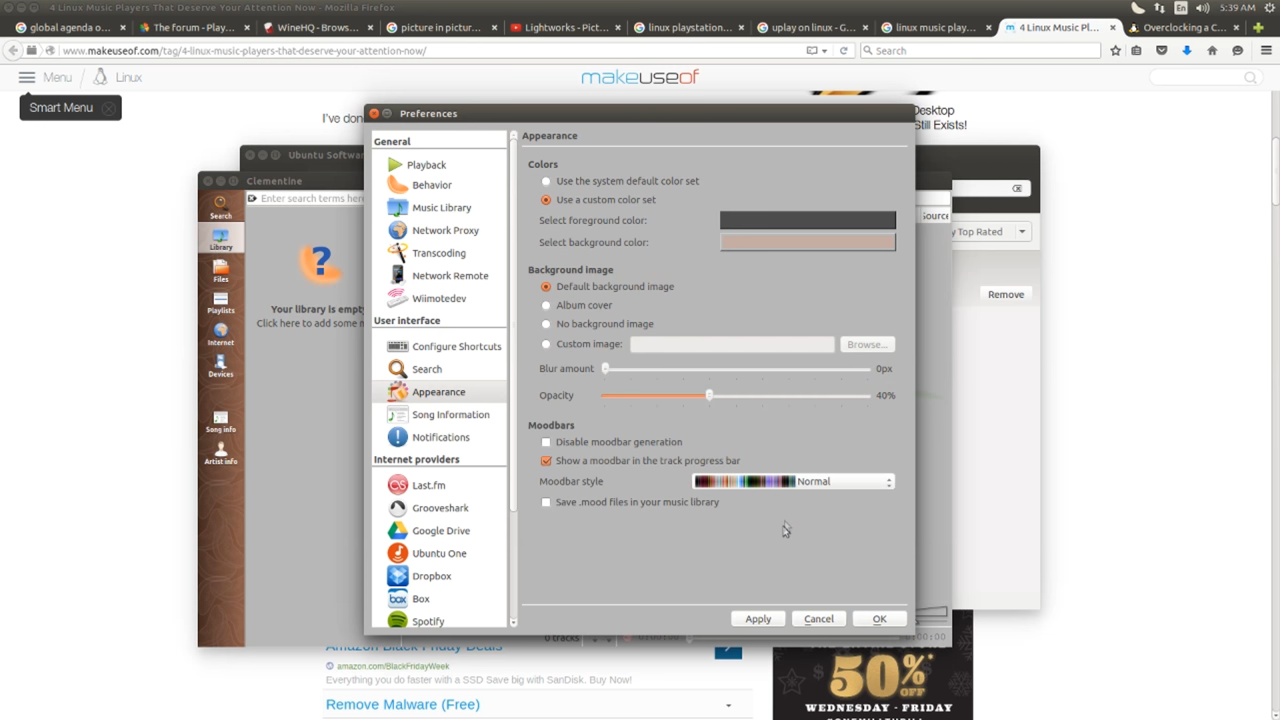 4 Linux Music Players That Deserve Your Attention Now - Mozilla Firefox
En
5:39 AM
global agenda o...
The forum - Play...
WineHQ - Brows...
picture in pictur...
Lightworks - Pict...
linux playstation...
uplay on linux - G...
linux music play...
4 Linux Music Pl...
Overclocking a C...
www.makeuseof.com/tag/4-linux-music-players-that-deserve-your-attention-now/
Search
Menu
Linux
makeuseof
Smart Menu
I've don
Desktop
Still Exists!
Ubuntu Softwar
Clementine
Enter search terms here
Search
Library
Files
Playlists
Internet
Devices
Song info
Artist info
?
Your library is empt
Click here to add some m
Source
y Top Rated
Remove
Preferences
General
Playback
Behavior
Music Library
Network Proxy
Transcoding
Network Remote
Wiimotedev
User interface
Configure Shortcuts
Search
Appearance
Song Information
Notifications
Internet providers
Last.fm
Grooveshark
Google Drive
Ubuntu One
Dropbox
box Box
Spotify
Appearance
Colors
Use the system default color set
Use a custom color set
Select foreground color:
Select background color:
Background image
Default background image
Album cover
No background image
Custom image:
Browse...
Blur amount
0px
Opacity
40%
Moodbars
Disable moodbar generation
Show a moodbar in the track progress bar
Moodbar style
Normal
Save .mood files in your music library
Apply
Cancel
OK
0 tracks
0:00:00
0:00:00
Amazon Black Friday Deals
amazon.com/BlackFridayWeek
Everything you do faster with a SSD Save big with SanDisk. Buy Now!
Remove Malware (Free)
50% OFF
WEDNESDAY - FRIDAY